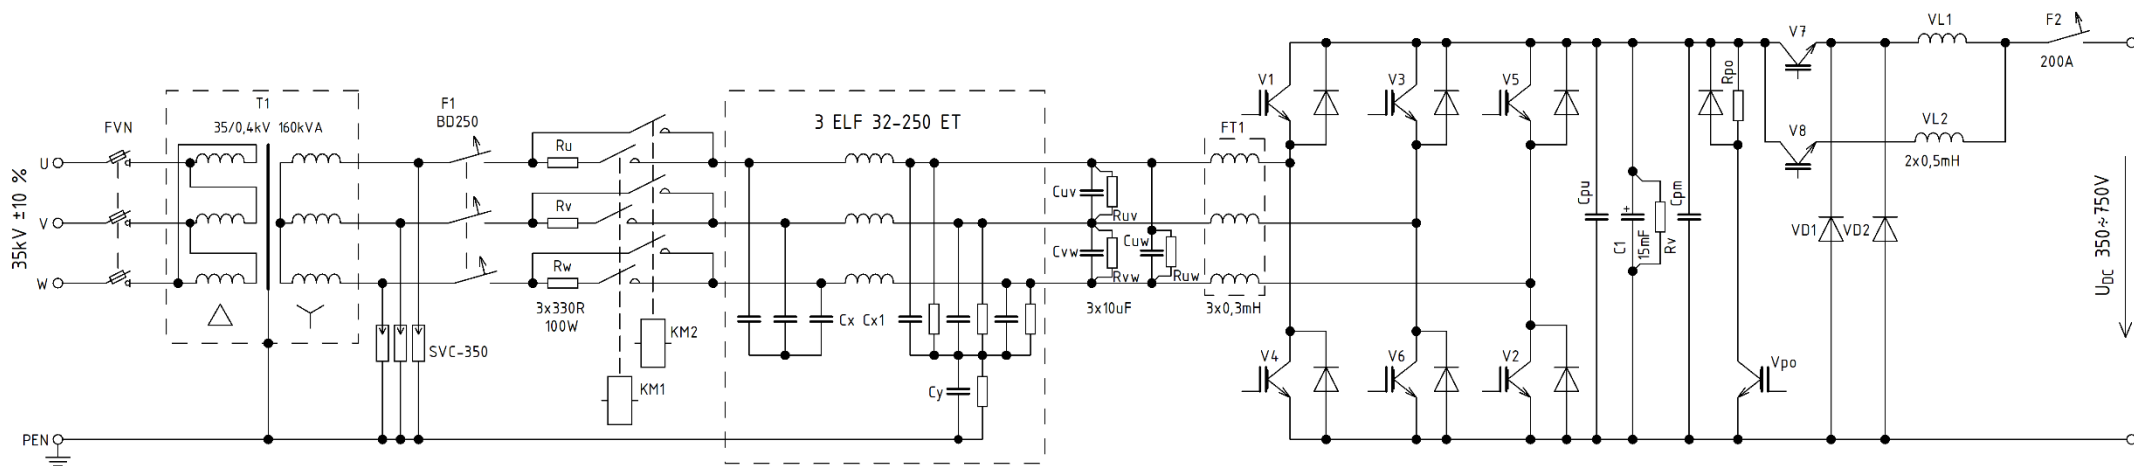 35kV ±10 %
U
V
W
PEN
FVN
T1
35/0,4kV 160kVA
SVC-350
F1
BD250
Ru
Rv
Rw
3x330R
100W
KM2
KM1
3 ELF 32-250 ET
Cx Cx1
Cy
Cuv
Ruv
Cvw
Rvw
Cuw
Ruw
3x10uF
FT1
3x0,3mH
V1
V3
V5
V4
V6
V2
Cpu
C1
+
15mF
Rv
Cpm
Rpo
Vpo
V7
V8
VD1
VD2
VL1
VL2
2x0,5mH
F2
200A
UDC 350÷750V